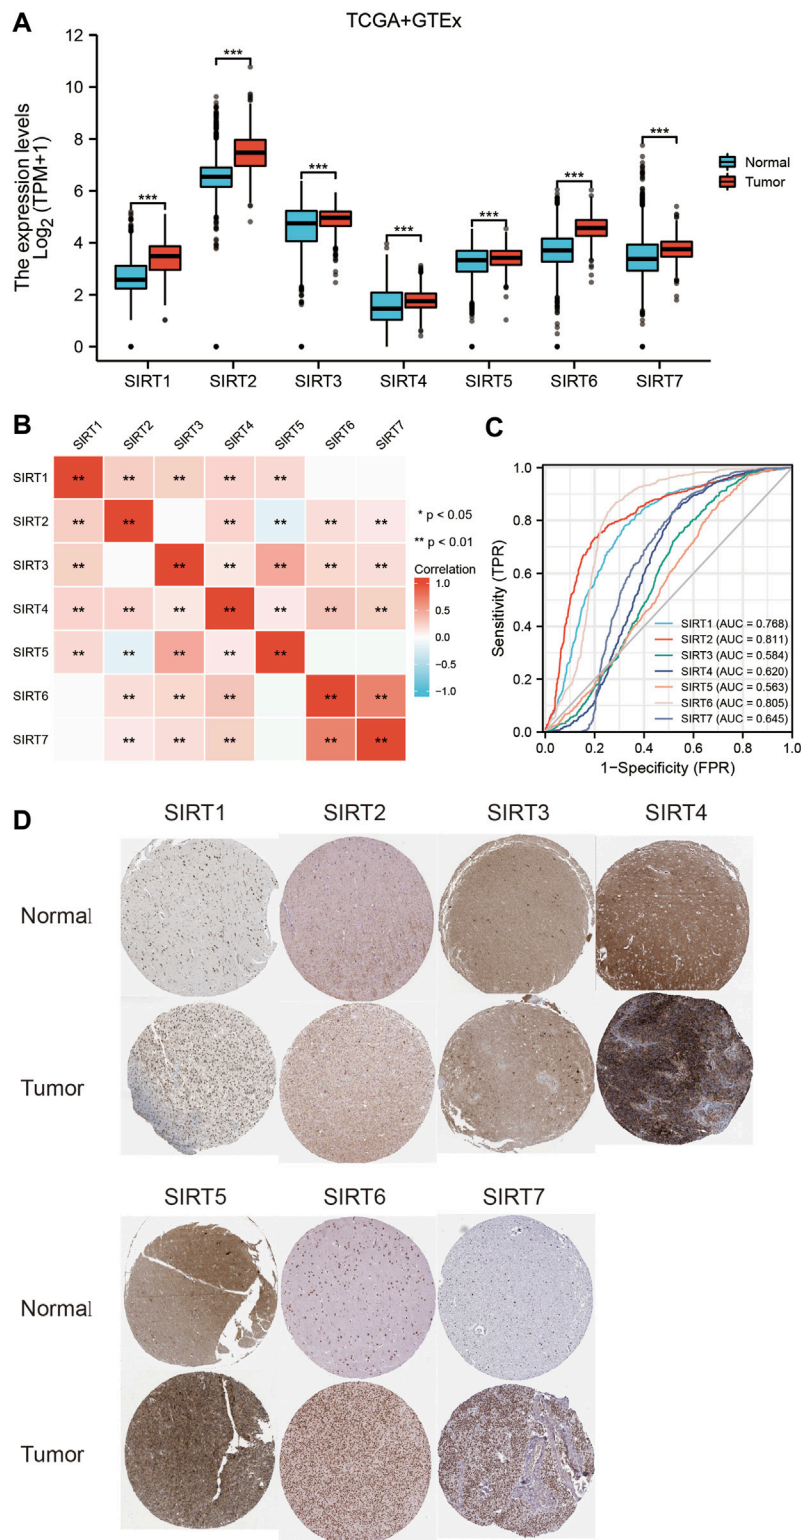 A
TCGA+GTEx
The expression levels
Log2 (TPM+1)
12
10
8
6
4
2
0
***
***
***
***
***
***
***
Normal
Tumor
SIRT1 SIRT2 SIRT3 SIRT4 SIRT5 SIRT6 SIRT7
B
SIRT1 SIRT2 SIRT3 SIRT4 SIRT5 SIRT6 SIRT7
SIRT1 ** ** ** ** **
SIRT2 ** ** ** ** ** **
SIRT3 ** ** ** ** ** **
SIRT4 ** ** ** ** ** ** **
SIRT5 ** ** ** ** **
SIRT6 ** ** ** ** **
SIRT7 ** ** ** ** **
* p < 0.05
** p < 0.01
Correlation
1.0
0.5
0.0
−0.5
−1.0
C
Sensitivity (TPR)
1.0
0.8
0.6
0.4
0.2
0.0
SIRT1 (AUC = 0.768)
SIRT2 (AUC = 0.811)
SIRT3 (AUC = 0.584)
SIRT4 (AUC = 0.620)
SIRT5 (AUC = 0.563)
SIRT6 (AUC = 0.805)
SIRT7 (AUC = 0.645)
0.0 0.2 0.4 0.6 0.8 1.0
1−Specificity (FPR)
D
SIRT1 SIRT2 SIRT3 SIRT4
Normal
Tumor
SIRT5 SIRT6 SIRT7
Normal
Tumor